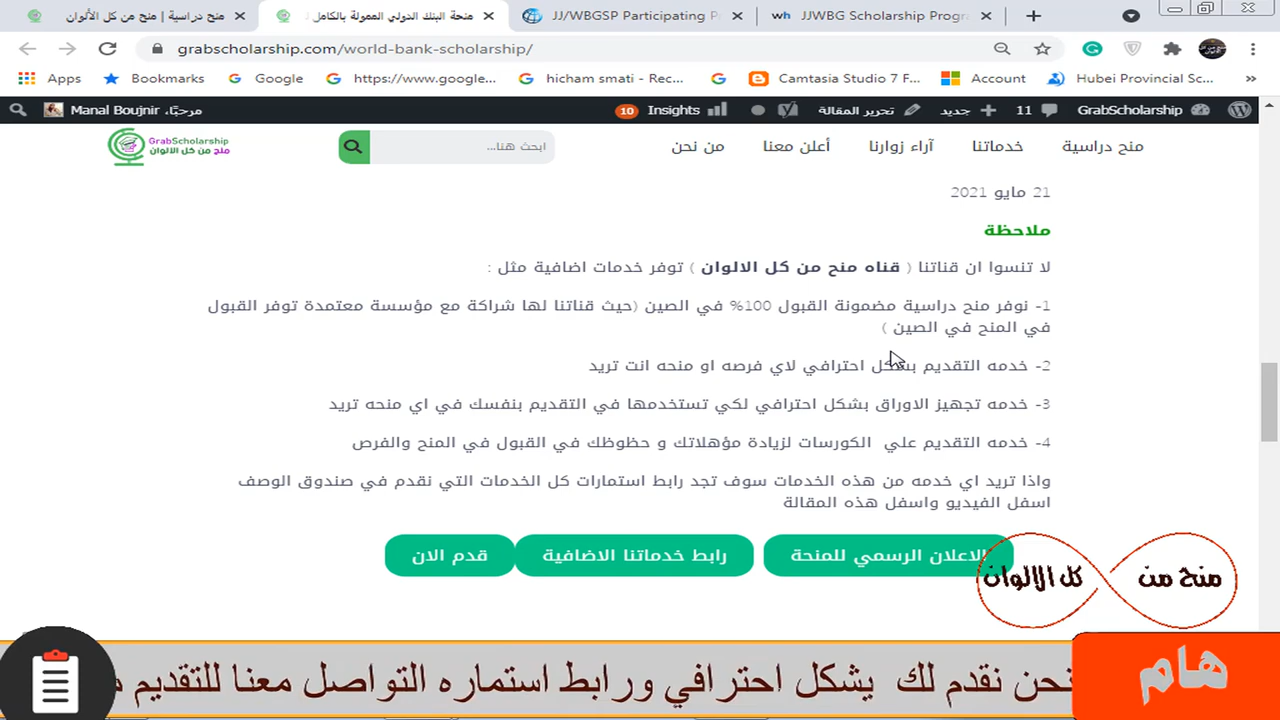 منح دراسية | منح من كل الألوان
منحة البنك الدولي الممولة بالكامل
JJ/WBGSP Participating P
JJWBG Scholarship Progra
grabscholarship.com/world-bank-scholarship/
Apps Bookmarks Google https://www.google... hicham smati - Rec... Camtasia Studio 7 F... Account Hubei Provincial Sc... »
مرحبًا، Manal Boujnir
10 Insights
تحرير المقالة
جديد
11
GrabScholarship
GrabScholarship
منح من كل الالوان
ابحث هنا...
منح دراسية خدماتنا آراء زوارنا أعلن معنا من نحن
21 مايو 2021
ملاحظة
لا تنسوا ان قناتنا ( قناه منح من كل الالوان ) توفر خدمات اضافية مثل :
1- نوفر منح دراسية مضمونة القبول 100% في الصين (حيث قناتنا لها شراكة مع مؤسسة معتمدة توفر القبول
في المنح في الصين )
2- خدمه التقديم بشكل احترافي لاي فرصه او منحه انت تريد
3- خدمه تجهيز الاوراق بشكل احترافي لكي تستخدمها في التقديم بنفسك في اي منحه تريد
4- خدمه التقديم علي الكورسات لزيادة مؤهلاتك و حظوظك في القبول في المنح والفرص
واذا تريد اي خدمه من هذه الخدمات سوف تجد رابط استمارات كل الخدمات التي نقدم في صندوق الوصف
اسفل الفيديو واسفل هذه المقالة
الاعلان الرسمي للمنحة
رابط خدماتنا الاضافية
قدم الان
منح من كل الالوان
هام
نحن نقدم لك يشكل احترافي ورابط استماره التواصل معنا للتقديم